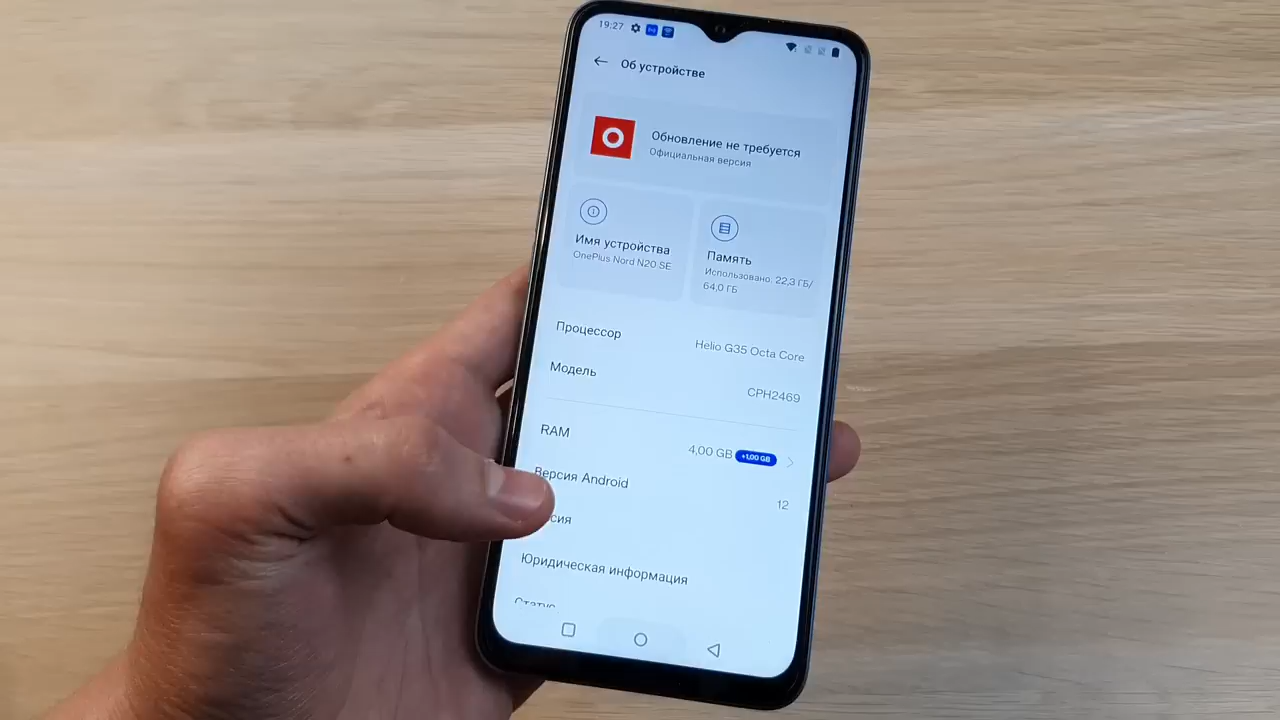 19:27
Об устройстве
Обновление не требуется
Официальная версия
Имя устройства
OnePlus Nord N20 SE
Память
Использовано: 22,3 ГБ/
64,0 ГБ
Процессор
Helio G35 Octa Core
Модель
CPH2469
RAM
4,00 GB +1,00 GB
Версия Android
12
сия
Юридическая информация
Статус